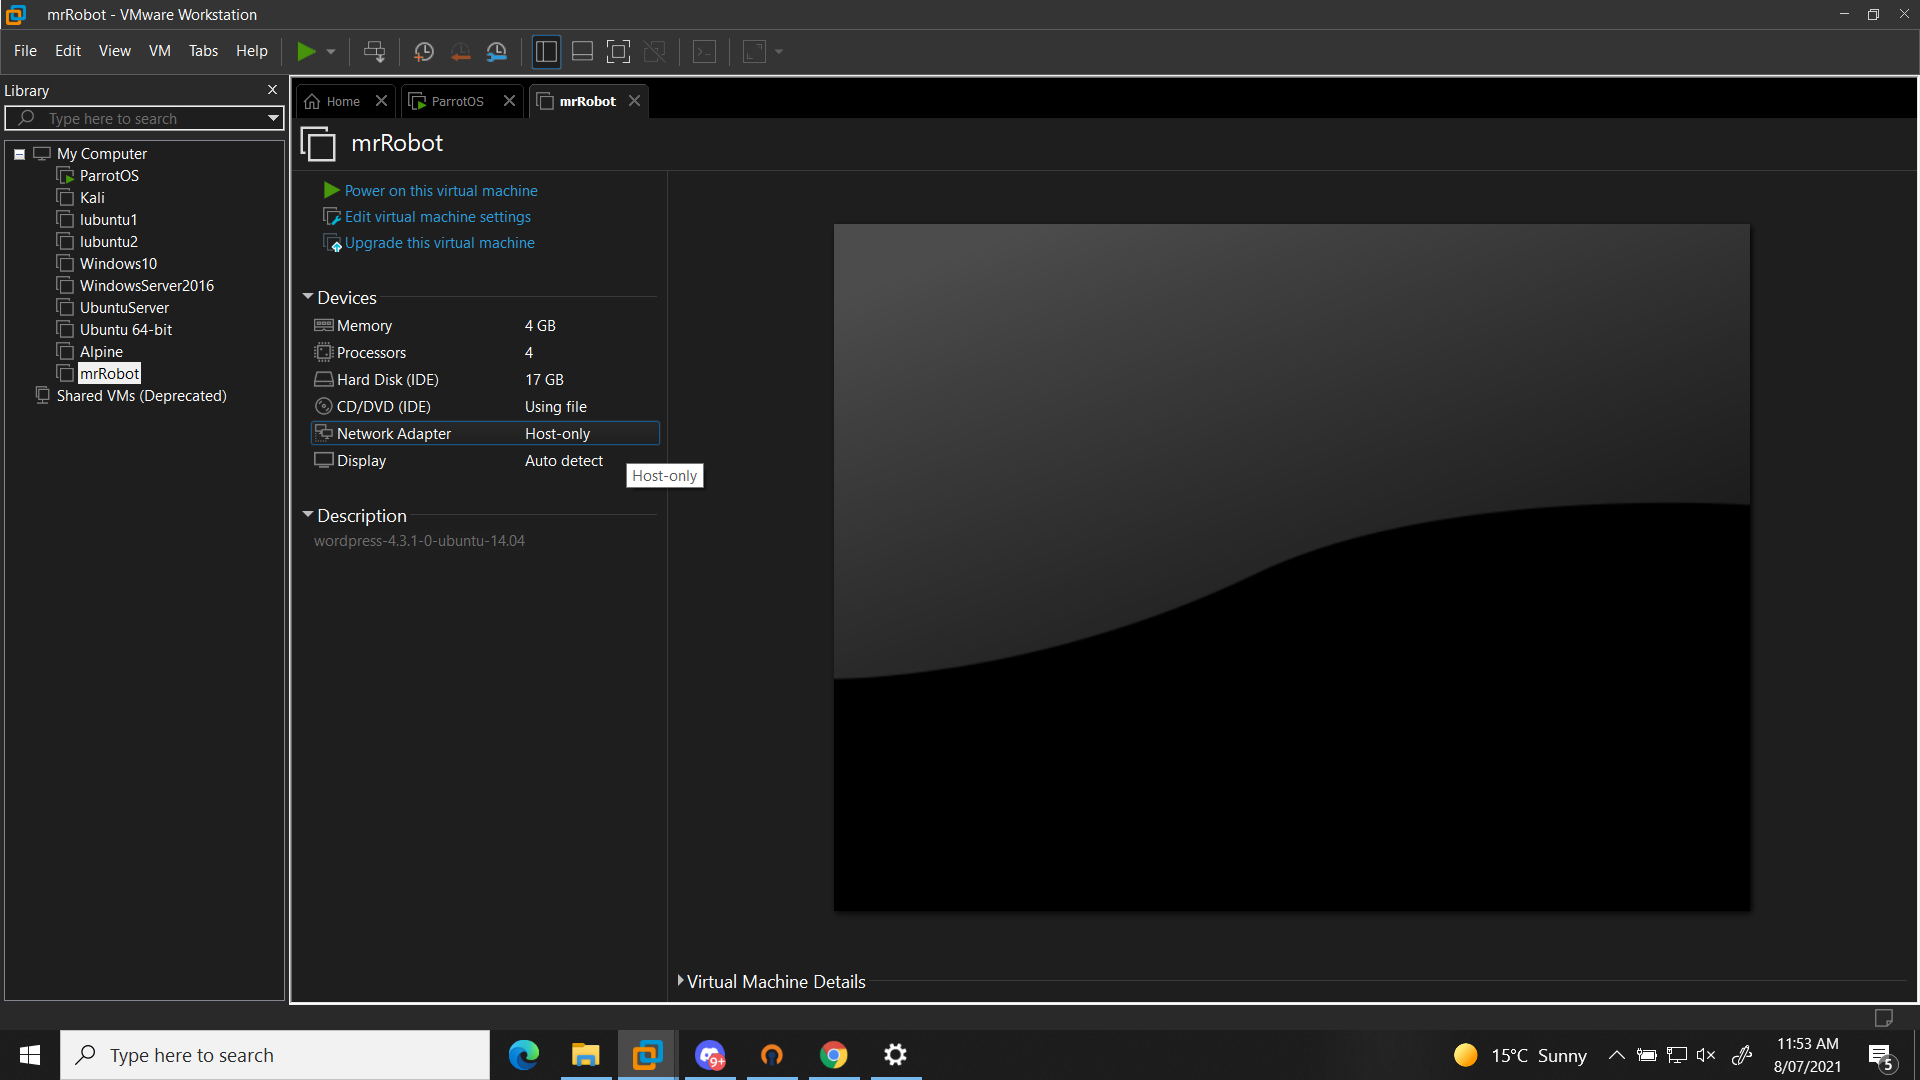 mrRobot - VMware Workstation
File Edit View VM Tabs Help
Library
Type here to search
My Computer
ParrotOS
Kali
lubuntu1
lubuntu2
Windows10
WindowsServer2016
UbuntuServer
Ubuntu 64-bit
Alpine
mrRobot
Shared VMs (Deprecated)
Home
ParrotOS
mrRobot
mrRobot
Power on this virtual machine
Edit virtual machine settings
Upgrade this virtual machine
Devices
Memory 4 GB
Processors 4
Hard Disk (IDE) 17 GB
CD/DVD (IDE) Using file
Network Adapter Host-only
Display Auto detect
Host-only
Description
wordpress-4.3.1-0-ubuntu-14.04
Virtual Machine Details
Type here to search
9+
15°C Sunny
11:53 AM
8/07/2021
5